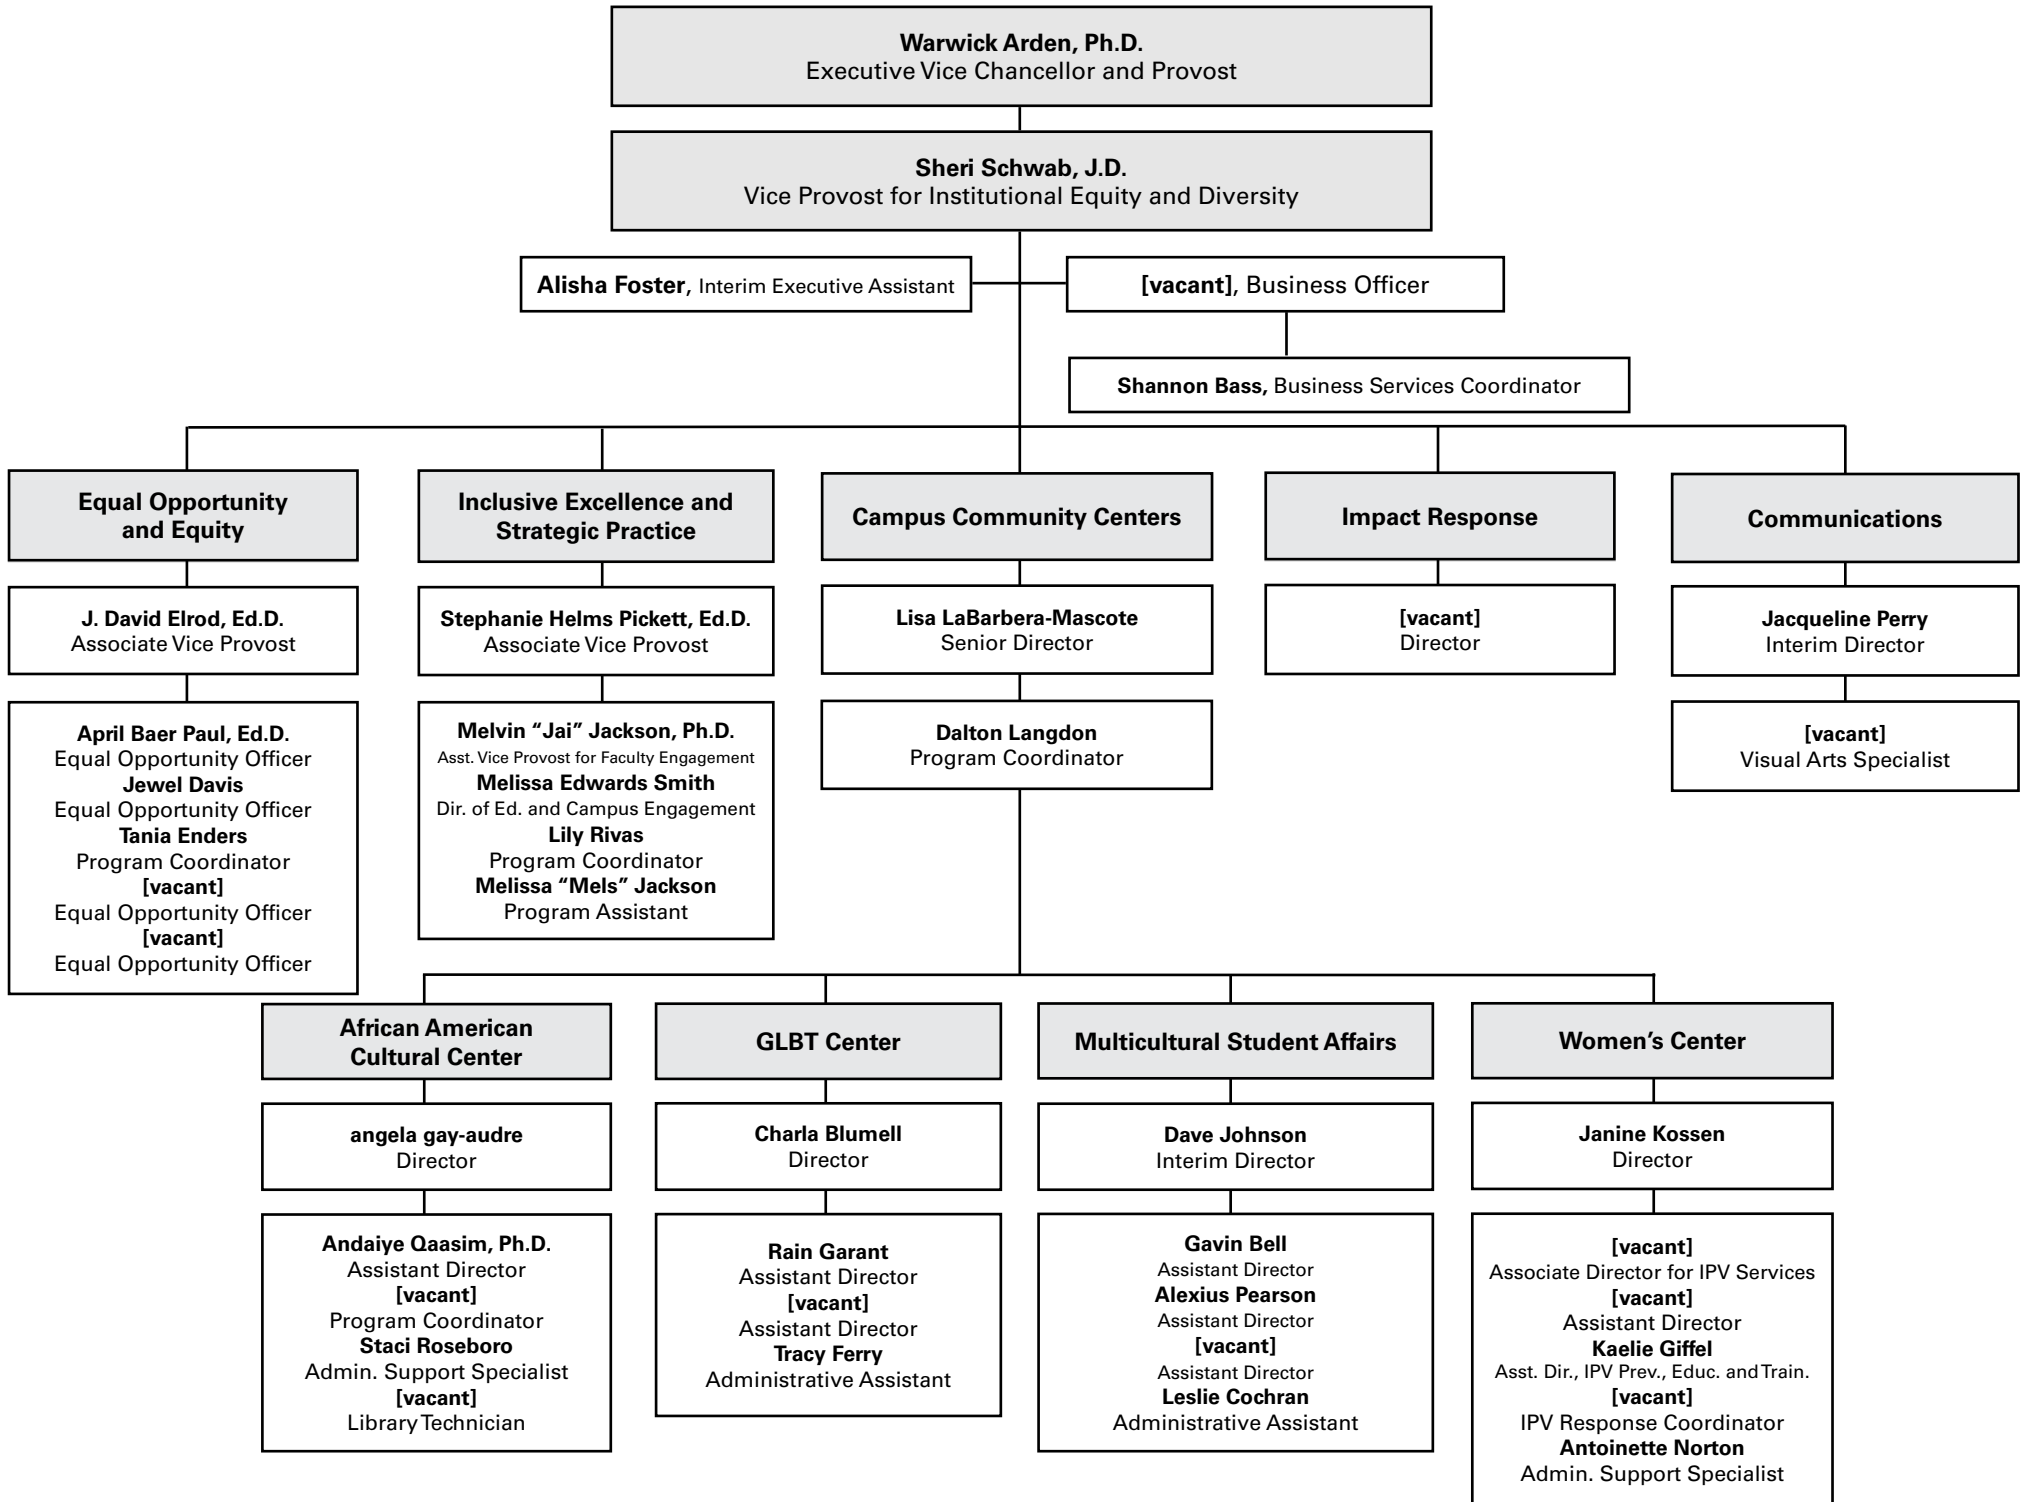 Warwick Arden, Ph.D.
Executive Vice Chancellor and Provost
Sheri Schwab, J.D.
Vice Provost for Institutional Equity and Diversity
Alisha Foster, Interim Executive Assistant
[vacant], Business Officer
Shannon Bass, Business Services Coordinator
Equal Opportunity
and Equity
J. David Elrod, Ed.D.
Associate Vice Provost
April Baer Paul, Ed.D.
Equal Opportunity Officer
Jewel Davis
Equal Opportunity Officer
Tania Enders
Program Coordinator
[vacant]
Equal Opportunity Officer
[vacant]
Equal Opportunity Officer
Inclusive Excellence and
Strategic Practice
Stephanie Helms Pickett, Ed.D.
Associate Vice Provost
Melvin “Jai” Jackson, Ph.D.
Asst. Vice Provost for Faculty Engagement
Melissa Edwards Smith
Dir. of Ed. and Campus Engagement
Lily Rivas
Program Coordinator
Melissa “Mels” Jackson
Program Assistant
Campus Community Centers
Lisa LaBarbera-Mascote
Senior Director
Dalton Langdon
Program Coordinator
Impact Response
[vacant]
Director
Communications
Jacqueline Perry
Interim Director
[vacant]
Visual Arts Specialist
African American
Cultural Center
angela gay-audre
Director
Andaiye Qaasim, Ph.D.
Assistant Director
[vacant]
Program Coordinator
Staci Roseboro
Admin. Support Specialist
[vacant]
Library Technician
GLBT Center
Charla Blumell
Director
Rain Garant
Assistant Director
[vacant]
Assistant Director
Tracy Ferry
Administrative Assistant
Multicultural Student Affairs
Dave Johnson
Interim Director
Gavin Bell
Assistant Director
Alexius Pearson
Assistant Director
[vacant]
Assistant Director
Leslie Cochran
Administrative Assistant
Women’s Center
Janine Kossen
Director
[vacant]
Associate Director for IPV Services
[vacant]
Assistant Director
Kaelie Giffel
Asst. Dir., IPV Prev., Educ. and Train.
[vacant]
IPV Response Coordinator
Antoinette Norton
Admin. Support Specialist